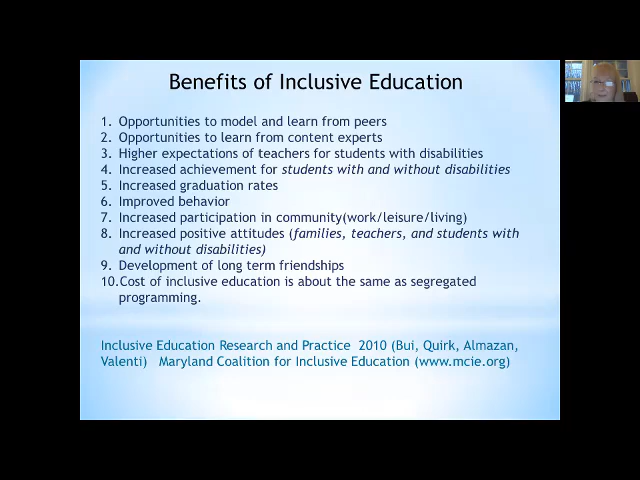 Benefits of Inclusive Education
1. Opportunities to model and learn from peers
2. Opportunities to learn from content experts
3. Higher expectations of teachers for students with disabilities
4. Increased achievement for students with and without disabilities
5. Increased graduation rates
6. Improved behavior
7. Increased participation in community(work/leisure/living)
8. Increased positive attitudes (families, teachers, and students with
and without disabilities)
9. Development of long term friendships
10.Cost of inclusive education is about the same as segregated
programming.
Inclusive Education Research and Practice 2010 (Bui, Quirk, Almazan,
Valenti) Maryland Coalition for Inclusive Education (www.mcie.org)